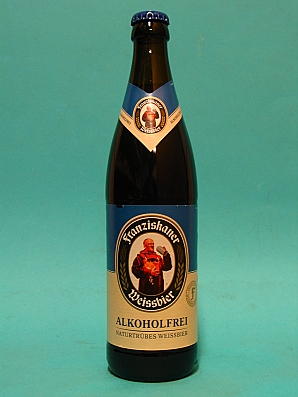 Franziskaner
Weissbier
ALKOHOLFREI
NATURTRÜBES WEISSBIER